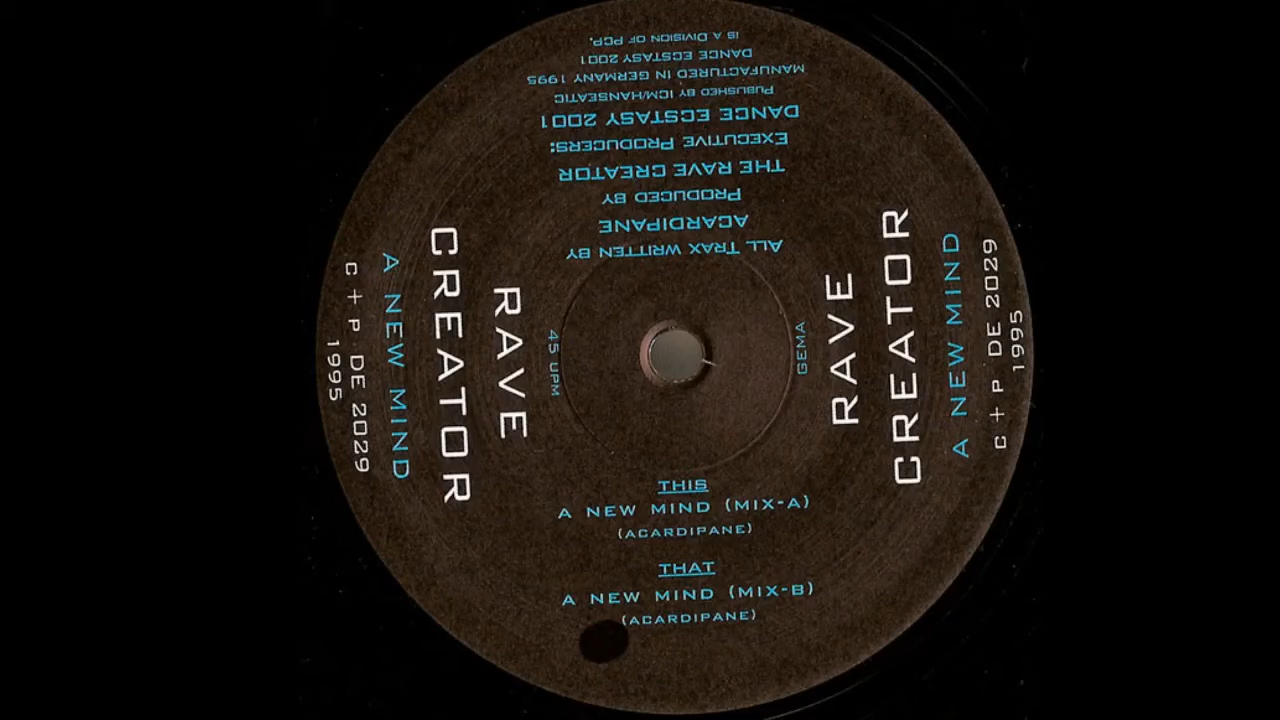 ALL TRAX WRITTEN BY
ACARDIPANE
PRODUCED BY
THE RAVE CREATOR
EXECUTIVE PRODUCERS:
DANCE ECSTASY 2001
PUBLISHED BY ICM/HANSEATIC
MANUFACTURED IN GERMANY 1995
DANCE ECSTASY 2001
IS A DIVISION OF PCP.
RAVE
CREATOR
A NEW MIND
C + P DE 2029
1995
45 UPM
GEMA
RAVE
CREATOR
A NEW MIND
C + P DE 2029
1995
THIS
A NEW MIND (MIX-A)
(ACARDIPANE)
THAT
A NEW MIND (MIX-B)
(ACARDIPANE)